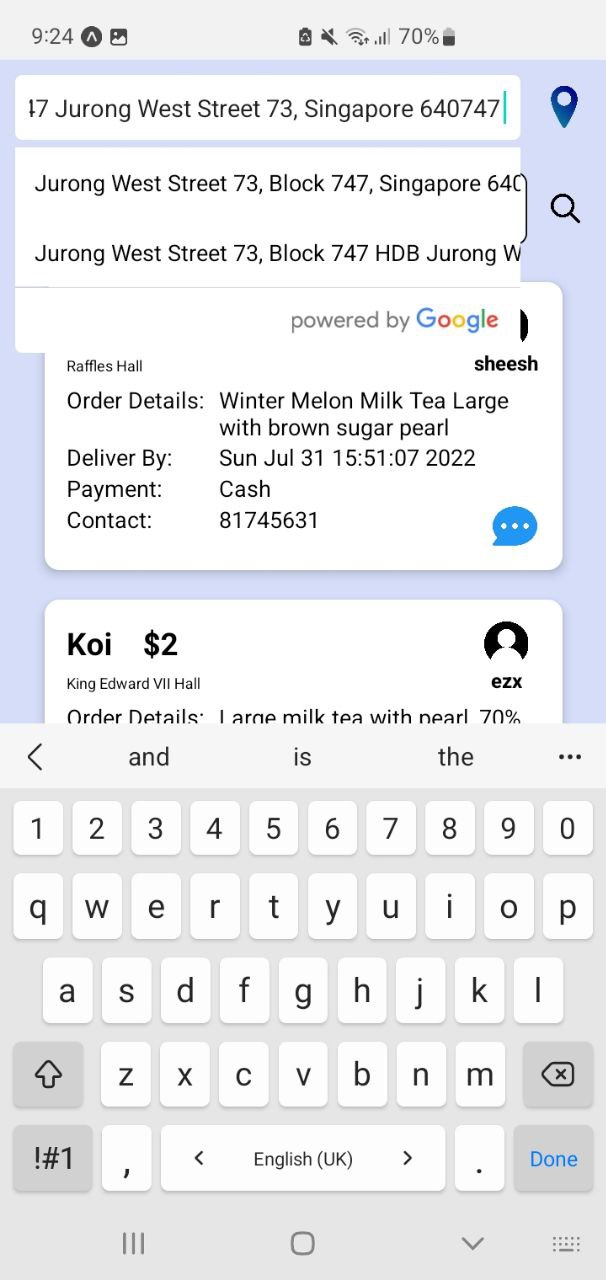 9:24 70%
47 Jurong West Street 73, Singapore 640747
Jurong West Street 73, Block 747, Singapore 640
Jurong West Street 73, Block 747 HDB Jurong W
powered by Google
Raffles Hall sheesh
Order Details: Winter Melon Milk Tea Large
with brown sugar pearl
Deliver By: Sun Jul 31 15:51:07 2022
Payment: Cash
Contact: 81745631
Koi $2
King Edward VII Hall ezx
Order Details: Large milk tea with pearl, 70%
and is the
1 2 3 4 5 6 7 8 9 0
q w e r t y u i o p
a s d f g h j k l
z x c v b n m
!#1 , < English (UK) > . Done